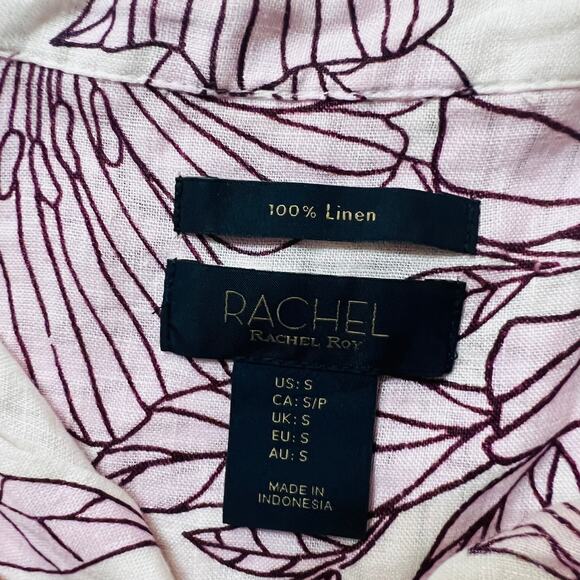 100% Linen
RACHEL
RACHEL ROY
US: S
CA: S/P
UK: S
EU: S
AU: S
MADE IN
INDONESIA